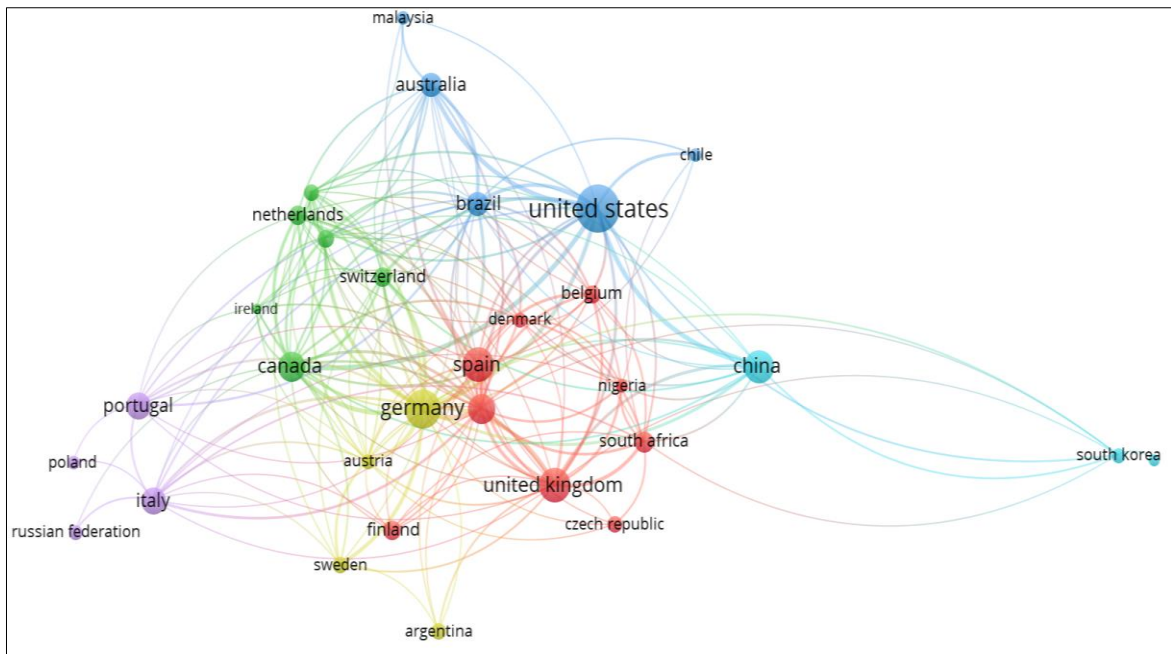 malaysia
australia
chile
brazil
united states
netherlands
switzerland
belgium
ireland
denmark
spain
canada
china
nigeria
portugal
germany
south africa
austria
south korea
poland
united kingdom
italy
czech republic
russian federation
finland
sweden
argentina